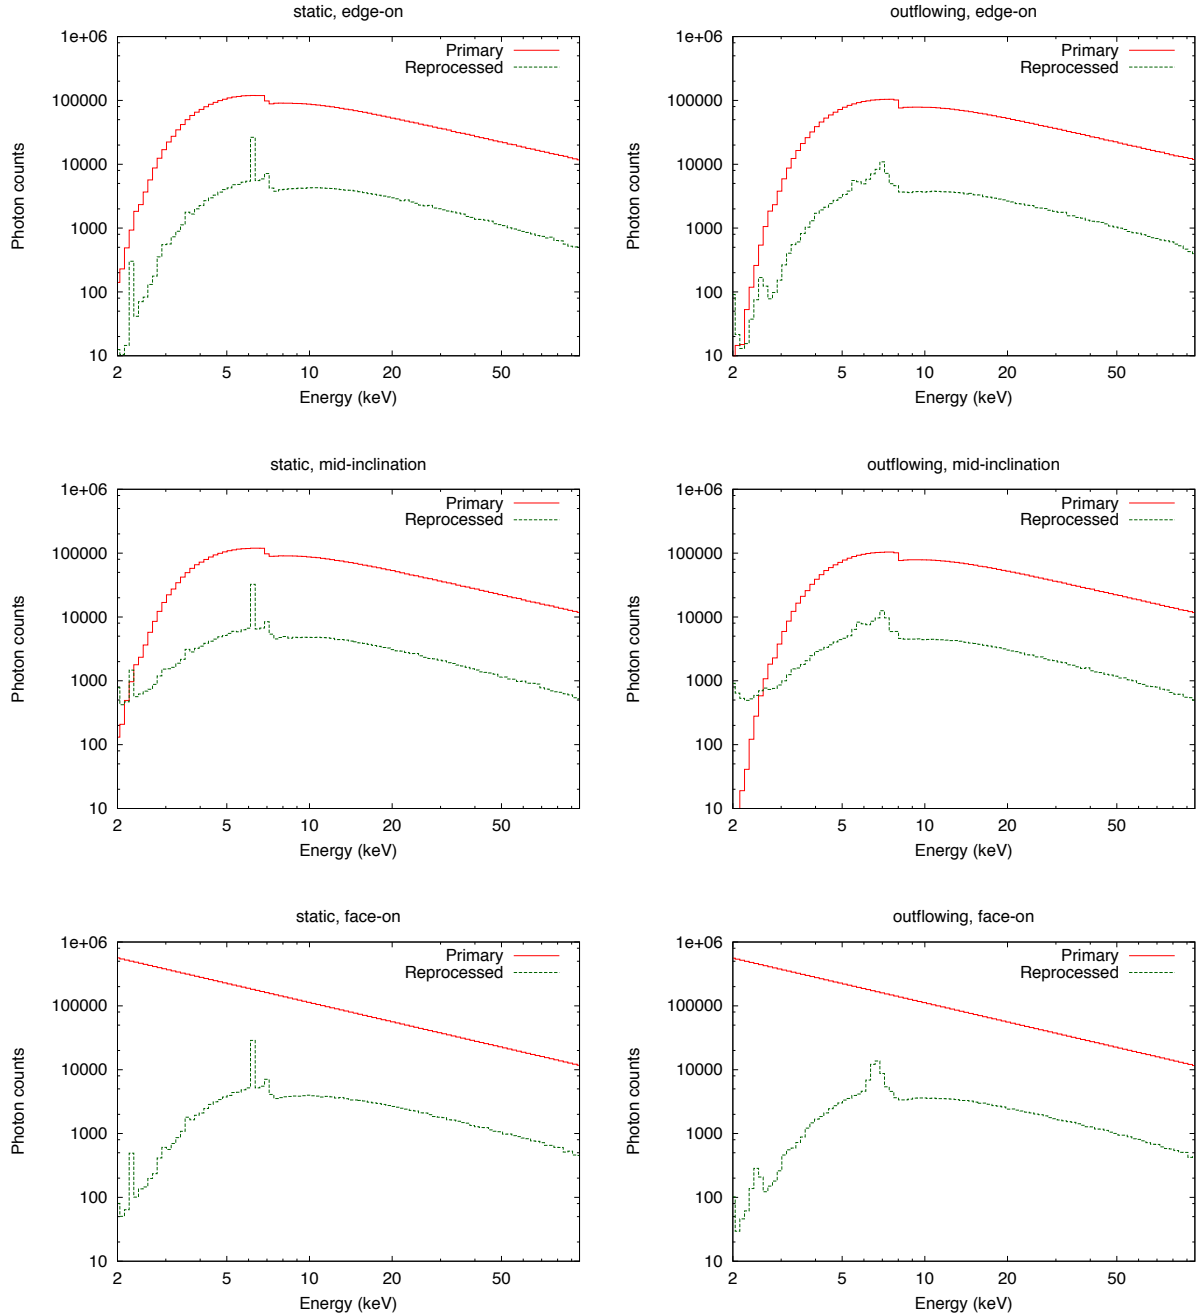 static, edge-on
1e+06
100000
10000
1000
100
10
Photon counts
Primary
Reprocessed
2 5 10 20 50
Energy (keV)
outflowing, edge-on
1e+06
100000
10000
1000
100
10
Photon counts
Primary
Reprocessed
2 5 10 20 50
Energy (keV)
static, mid-inclination
1e+06
100000
10000
1000
100
10
Photon counts
Primary
Reprocessed
2 5 10 20 50
Energy (keV)
outflowing, mid-inclination
1e+06
100000
10000
1000
100
10
Photon counts
Primary
Reprocessed
2 5 10 20 50
Energy (keV)
static, face-on
1e+06
100000
10000
1000
100
10
Photon counts
Primary
Reprocessed
2 5 10 20 50
Energy (keV)
outflowing, face-on
1e+06
100000
10000
1000
100
10
Photon counts
Primary
Reprocessed
2 5 10 20 50
Energy (keV)